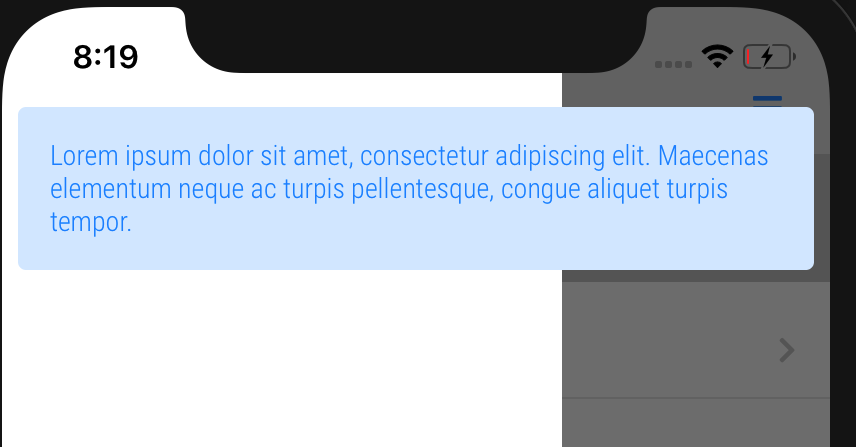 8:19
Lorem ipsum dolor sit amet, consectetur adipiscing elit. Maecenas
elementum neque ac turpis pellentesque, congue aliquet turpis
tempor.